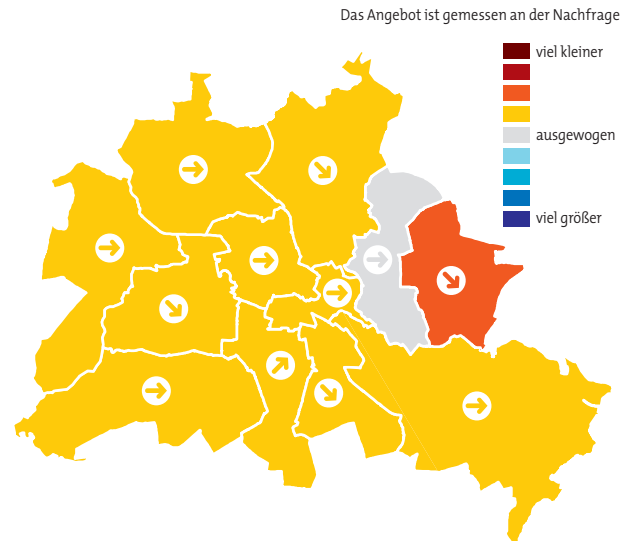 Das Angebot ist gemessen an der Nachfrage
viel kleiner
ausgewogen
viel größer